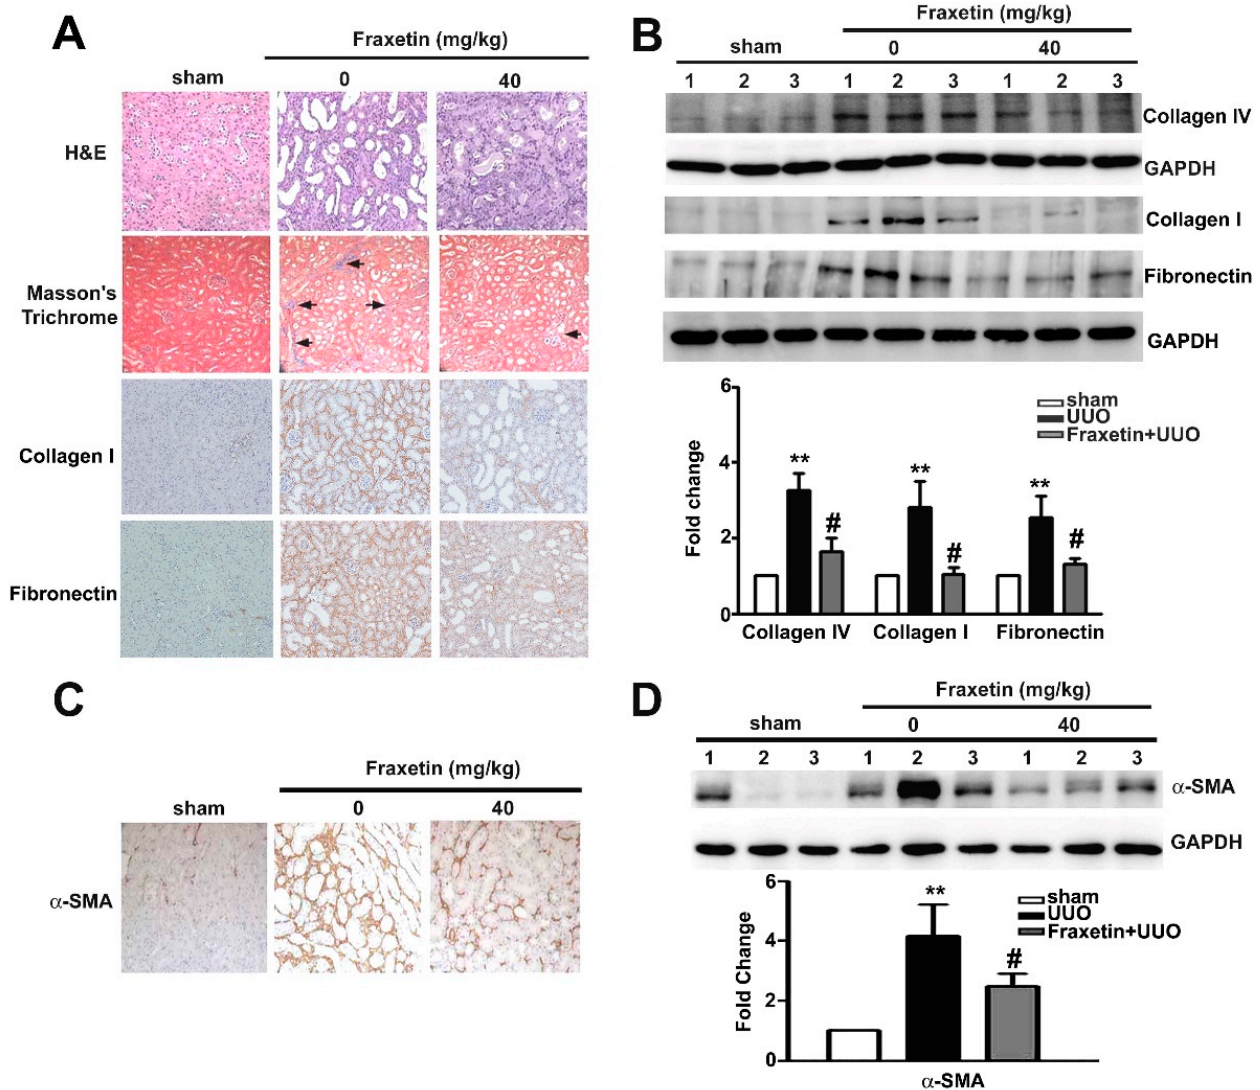 A
Fraxetin (mg/kg)
sham 0 40
H&E
Masson's
Trichrome
Collagen I
Fibronectin
B
Fraxetin (mg/kg)
sham 0 40
1 2 3 1 2 3 1 2 3
Collagen IV
GAPDH
Collagen I
Fibronectin
GAPDH
6
4
2
0
Fold change
sham
UUO
Fraxetin+UUO
** # ** # ** #
Collagen IV Collagen I Fibronectin
C
Fraxetin (mg/kg)
sham 0 40
α-SMA
D
Fraxetin (mg/kg)
sham 0 40
1 2 3 1 2 3 1 2 3
α-SMA
GAPDH
6
4
2
0
Fold Change
sham
UUO
Fraxetin+UUO
** #
α-SMA